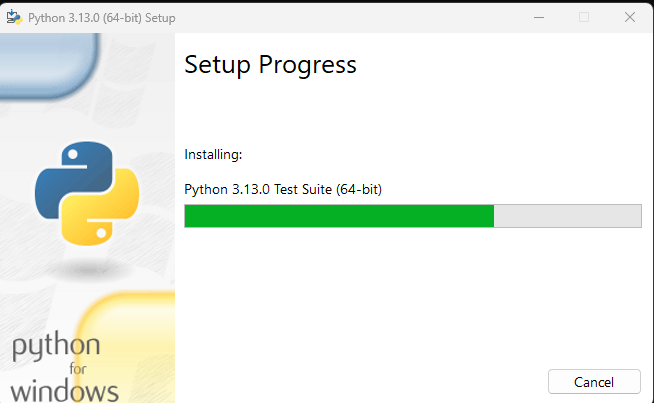 Python 3.13.0 (64-bit) Setup
Setup Progress
Installing:
Python 3.13.0 Test Suite (64-bit)
python
for
windows
Cancel